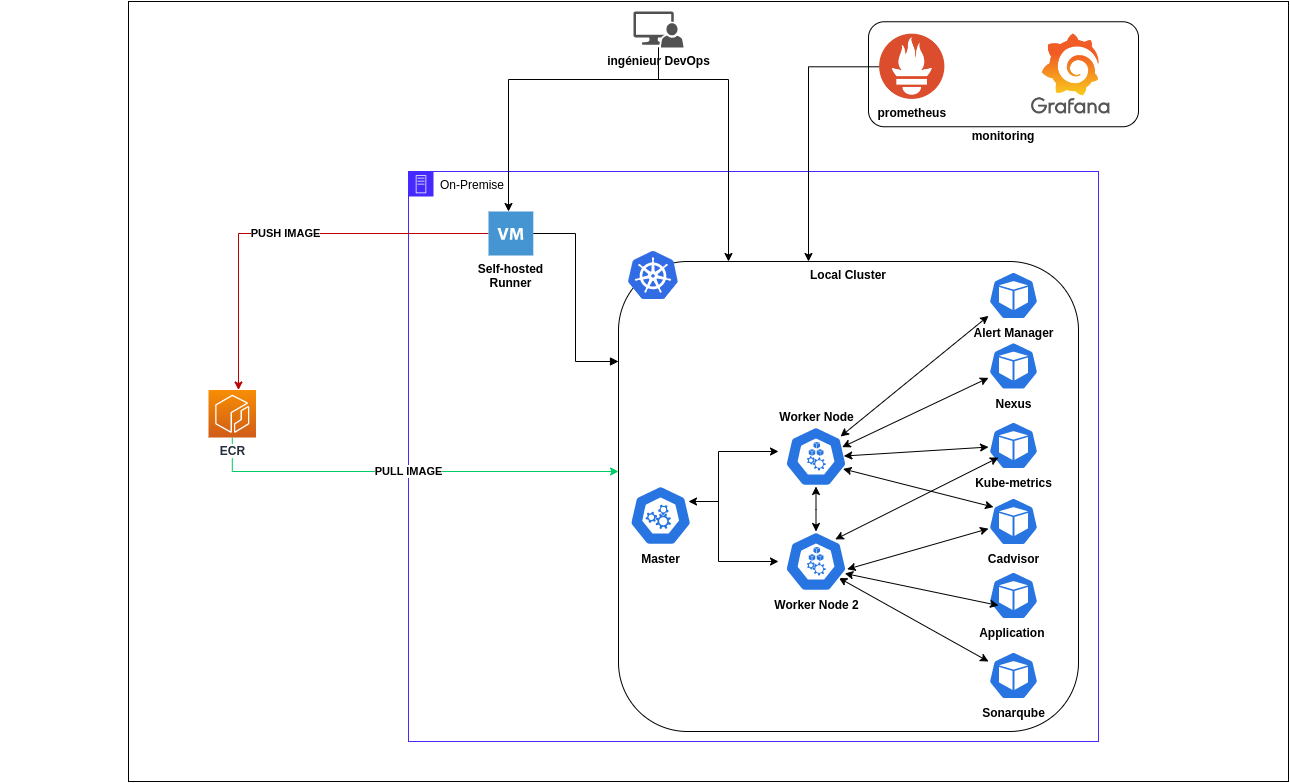 ingénieur DevOps
prometheus
Grafana
monitoring
On-Premise
PUSH IMAGE
VM
Self-hosted
Runner
Local Cluster
Alert Manager
Nexus
Worker Node
ECR
PULL IMAGE
Kube-metrics
Master
Cadvisor
Worker Node 2
Application
Sonarqube